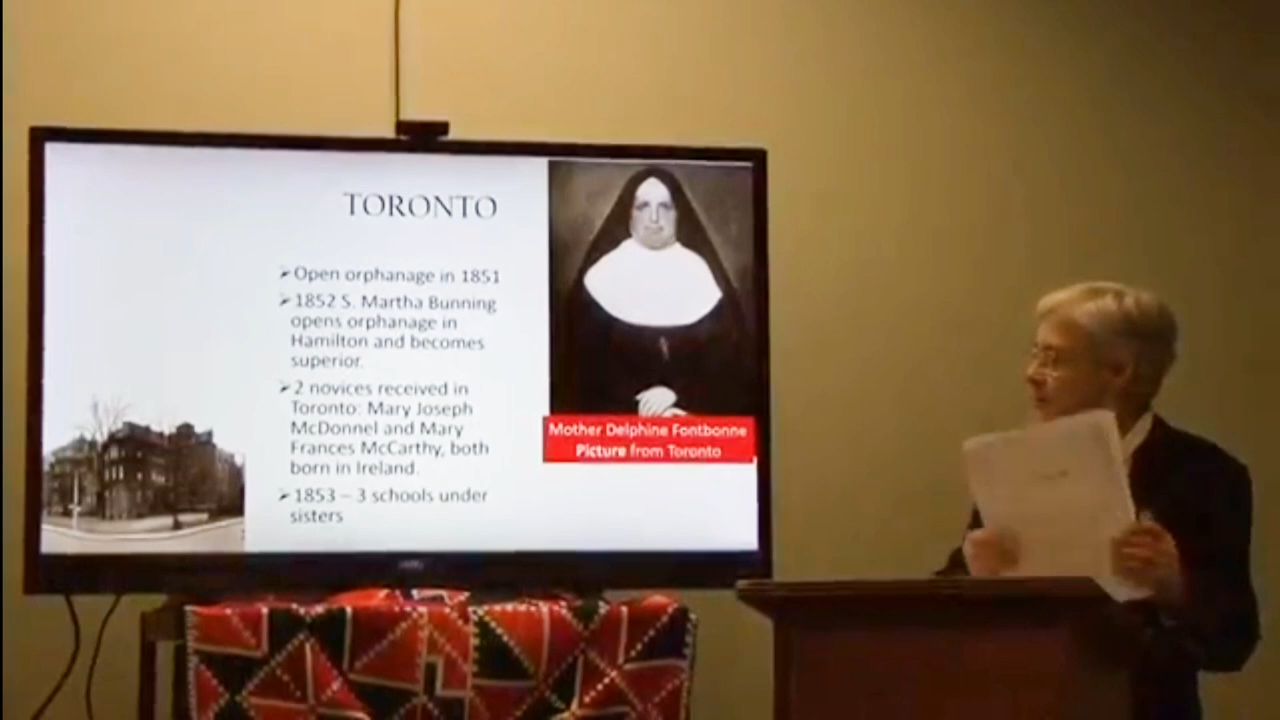 TORONTO
➢Open orphanage in 1851
➢1852 S. Martha Bunning
opens orphanage in
Hamilton and becomes
superior.
➢2 novices received in
Toronto: Mary Joseph
McDonnel and Mary
Frances McCarthy, both
born in Ireland.
➢1853 – 3 schools under
sisters
Mother Delphine Fontbonne
Picture from Toronto